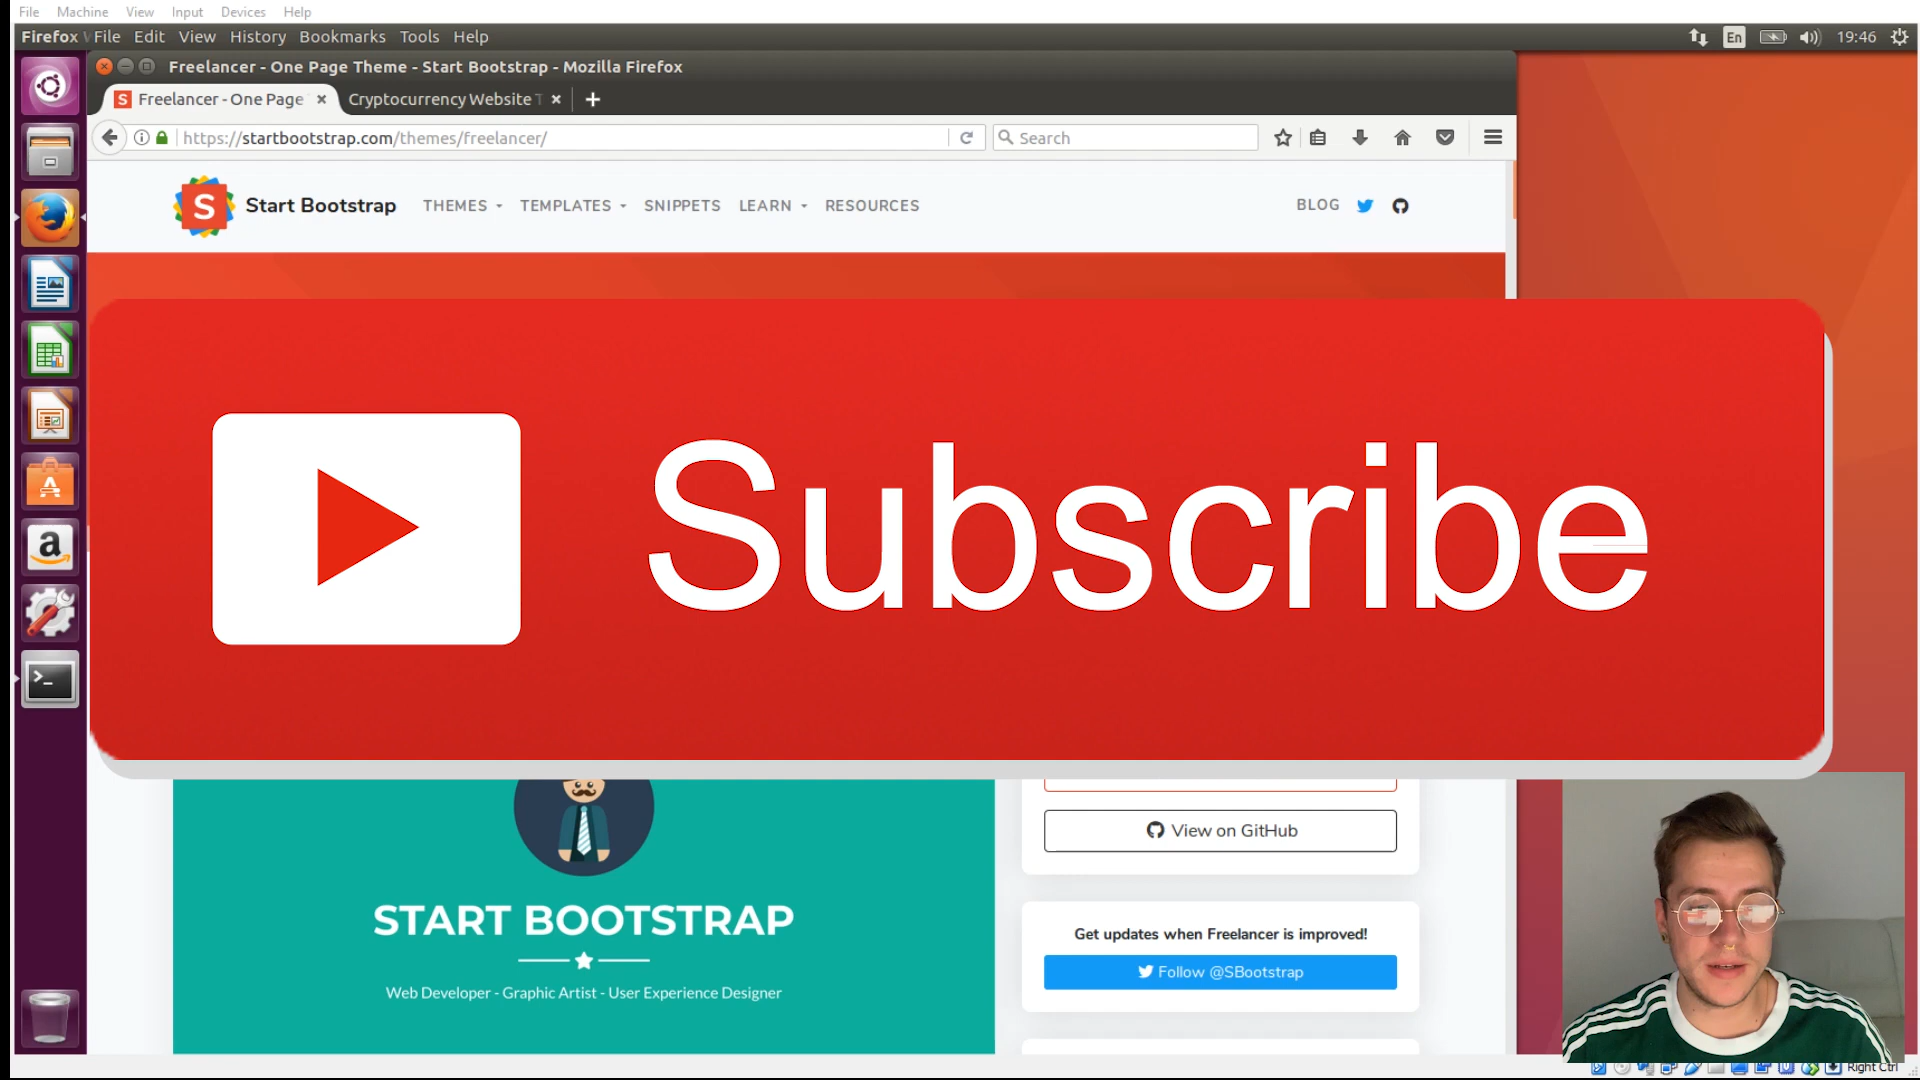 File Machine View Input Devices Help
Firefox File Edit View History Bookmarks Tools Help
En 19:46
Freelancer - One Page Theme - Start Bootstrap - Mozilla Firefox
S Freelancer - One Page Cryptocurrency Website T
https://startbootstrap.com/themes/freelancer/ Search
S Start Bootstrap THEMES TEMPLATES SNIPPETS LEARN RESOURCES BLOG
Subscribe
View on GitHub
START BOOTSTRAP
Get updates when Freelancer is improved!
Follow @SBootstrap
Web Developer - Graphic Artist - User Experience Designer
Right Ctrl